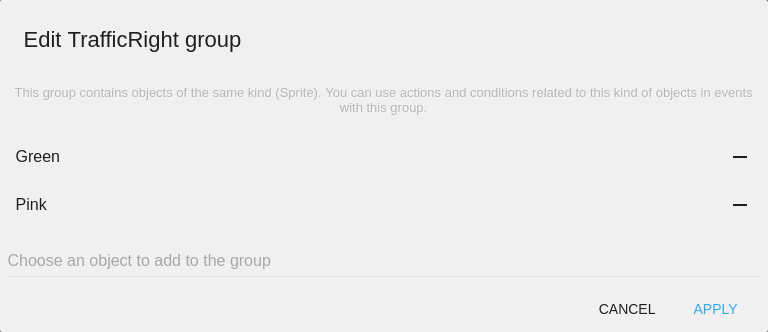 Edit TrafficRight group
This group contains objects of the same kind (Sprite). You can use actions and conditions related to this kind of objects in events
with this group.
Green
Pink
Choose an object to add to the group
CANCEL APPLY